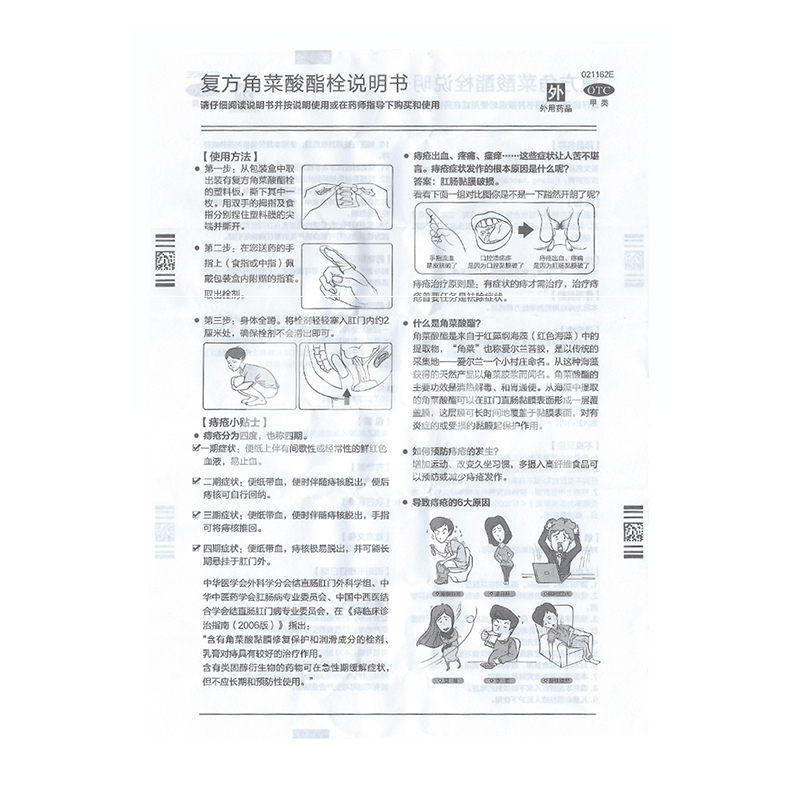 复方角菜酸酯栓说明书
请仔细阅读说明书并按说明使用或在药师指导下购买和使用
外
外用药品
021162E
OTC
甲 类
【使用方法】
● 第一步：从包装盒中取
出装有复方角菜酸酯栓
的塑料板，撕下其中一
枚。用双手的拇指及食
指分别捏住塑料膜的尖
端并撕开。
● 第二步：在您送药的手
指上（食指或中指）佩
戴包装盒内附赠的指套。
取出栓剂。
● 第三步：身体全蹲。将栓剂轻轻塞入肛门内约2
厘米处，确保栓剂不会滑出即可。
【痔疮小贴士】
● 痔疮分为四度，也称四期。
一期症状：便纸上伴有间歇性或经常性的鲜红色
血液，易止血。
二期症状：便纸带血，便时伴随痔核脱出，便后
痔核可自行回纳。
三期症状：便纸带血，便时伴随痔核脱出，手指
可将痔核推回。
四期症状：便纸带血，痔核极易脱出，并可能长
期悬挂于肛门外。
中华医学会外科学分会结直肠肛门外科学组、中
华中医药学会肛肠病专业委员会、中国中西医结
合学会结直肠肛门病专业委员会，在《痔临床诊
治指南（2006版）》指出：
“含有角菜酸黏膜修复保护和润滑成分的栓剂、
乳膏对痔具有较好的治疗作用。
含有类固醇衍生物的药物可在急性期缓解症状，
但不应长期和预防性使用。”
● 痔疮出血、疼痛、瘙痒……这些症状让人苦不堪
言。痔疮症状发作的根本原因是什么呢？
答案：肛肠黏膜破损。
看看下面一组对比图你是不是一下豁然开朗了呢？
手指流血
是皮肤破了
口腔溃疡疼
是因为口腔黏膜破了
痔疮出血、疼痛
是因为肛肠黏膜破了
痔疮治疗原则是：有症状的痔才需治疗，治疗痔
疮首要任务是祛除症状。
● 什么是角菜酸酯？
角菜酸酯是来自于红藻纲海藻（红色海藻）中的
提取物，“角菜”也称爱尔兰苔胶，是以传统的
采集地——爱尔兰一个小村庄命名。从这种海藻
获得的天然产品以角菜胶浆而闻名。角菜酸酯的
主要功效是清热解毒、和胃通便。从海藻中提取
的角菜酸酯可以在肛门直肠黏膜表面形成一层覆
盖膜，这层膜可长时间地覆盖于黏膜表面，对有
炎症的或受损的黏膜起保护作用。
● 如何预防痔疮的发生？
增加运动、改变久坐习惯，多摄入高纤维食品可
以预防或减少痔疮发作。
● 导致痔疮的6大原因